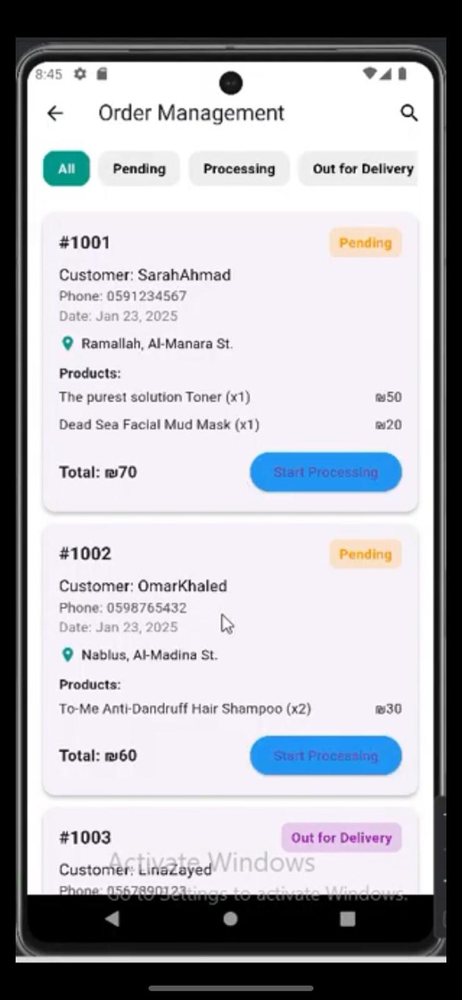 8:45
Order Management
All Pending Processing Out for Delivery
#1001 Pending
Customer: SarahAhmad
Phone: 0591234567
Date: Jan 23, 2025
Ramallah, Al-Manara St.
Products:
The purest solution Toner (x1) ₪50
Dead Sea Facial Mud Mask (x1) ₪20
Total: ₪70 Start Processing
#1002 Pending
Customer: OmarKhaled
Phone: 0598765432
Date: Jan 23, 2025
Nablus, Al-Madina St.
Products:
To-Me Anti-Dandruff Hair Shampoo (x2) ₪30
Total: ₪60 Start Processing
#1003 Out for Delivery
Activate Windows
Customer: LinaZayed
Phone: 0567890123
Go to Settings to activate Windows.